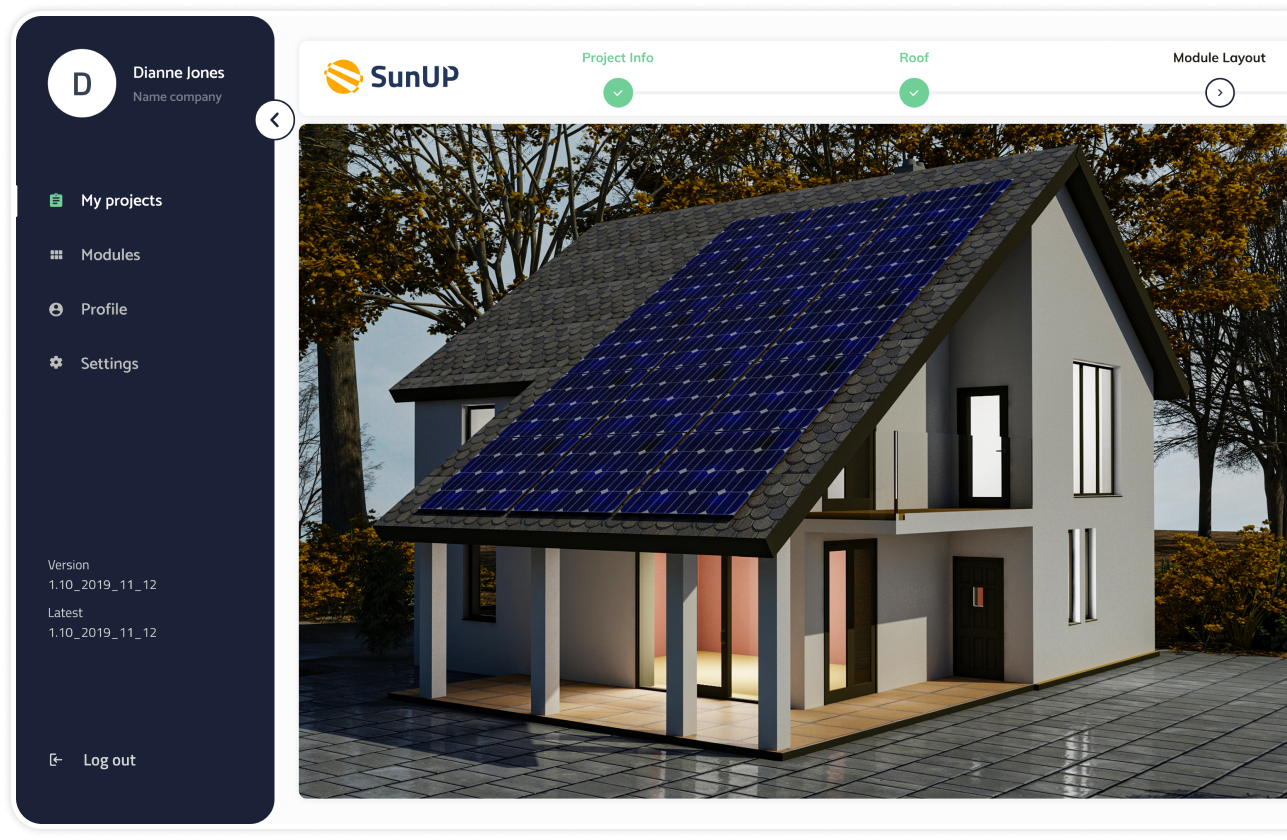 D
Dianne Jones
Name company
My projects
Modules
Profile
Settings
Version
1.10_2019_11_12
Latest
1.10_2019_11_12
Log out
SunUP
Project Info
Roof
Module Layout